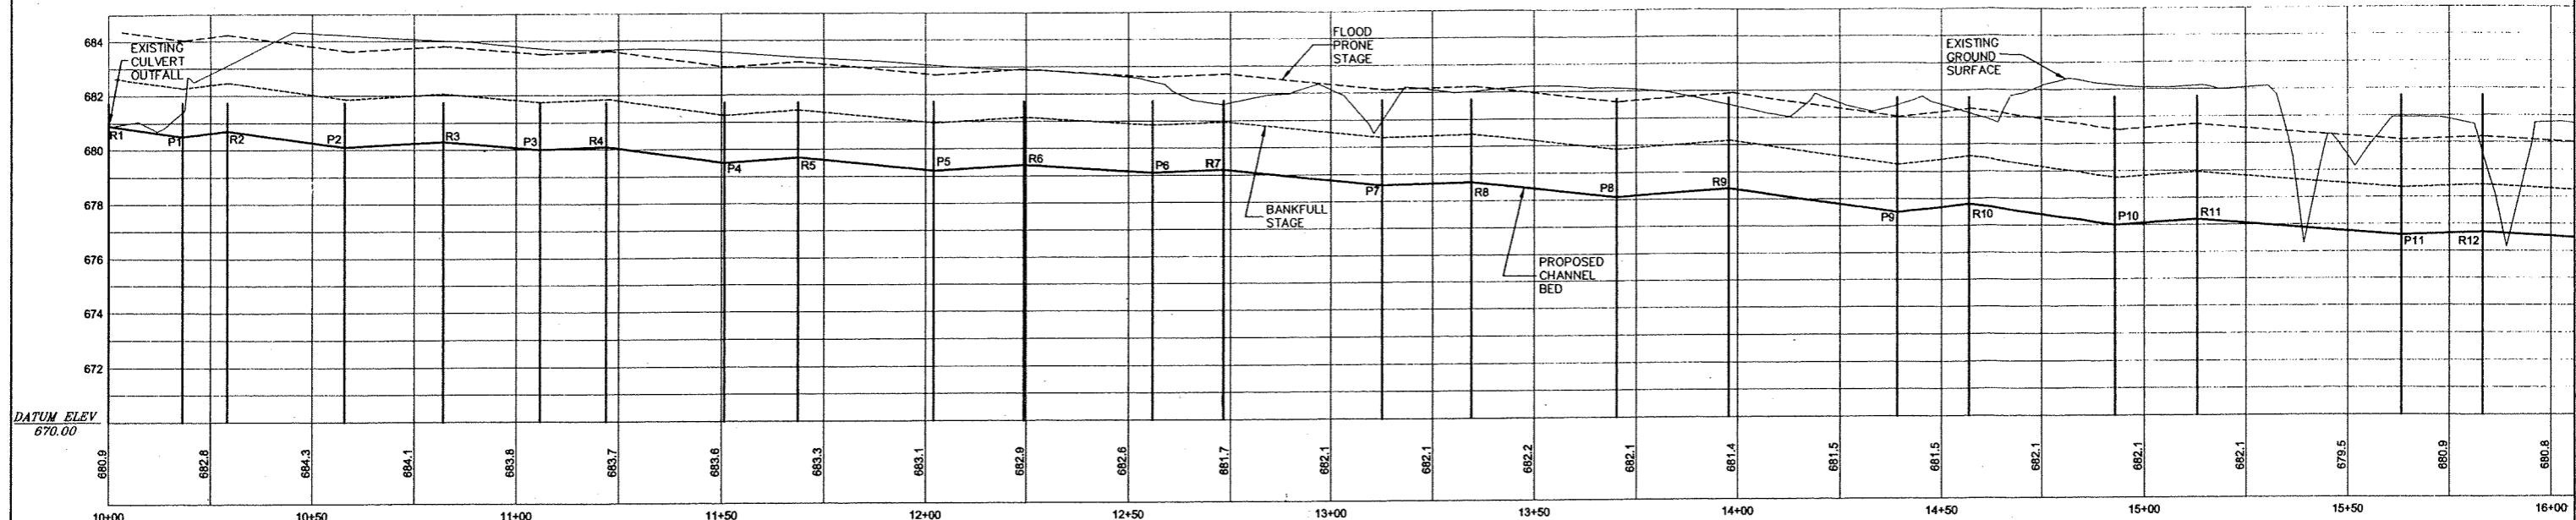 684
682
680
678
676
674
672
DATUM ELEV
670.00
EXISTING
CULVERT
OUTFALL
FLOOD
PRONE
STAGE
EXISTING
GROUND
SURFACE
BANKFULL
STAGE
PROPOSED
CHANNEL
BED
R1
P1
R2
P2
R3
P3
R4
P4
R5
P5
R6
P6
R7
P7
R8
P8
R9
P9
R10
P10
R11
P11
R12
680.9
682.8
684.3
684.1
683.8
683.7
683.6
683.3
683.1
682.9
682.6
681.7
682.1
682.1
682.2
682.1
681.4
681.5
681.5
682.1
682.1
682.1
679.5
680.9
680.8
10+00
10+50
11+00
11+50
12+00
12+50
13+00
13+50
14+00
14+50
15+00
15+50
16+00